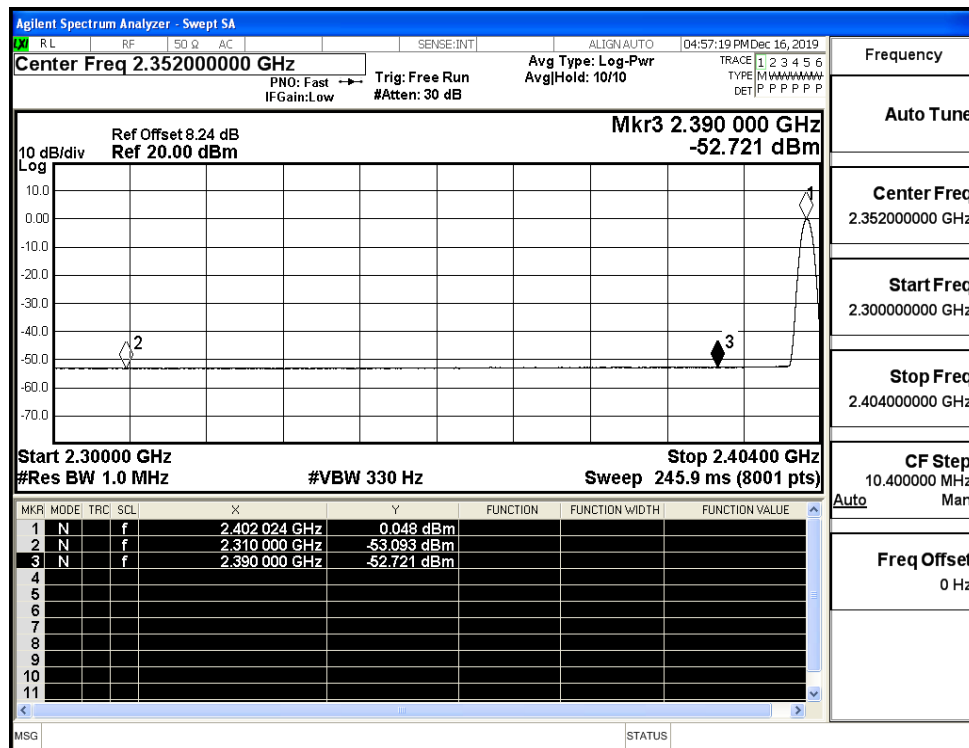 Agilent Spectrum Analyzer - Swept SA
LXI RL RF 50 Ω AC SENSE:INT ALIGN AUTO 04:57:19 PM Dec 16, 2019
Center Freq 2.352000000 GHz
PNO: Fast
IFGain:Low
Trig: Free Run
#Atten: 30 dB
Avg Type: Log-Pwr
Avg|Hold: 10/10
TRACE 1 2 3 4 5 6
TYPE M WWWWW
DET P P P P P P
Mkr3 2.390 000 GHz
-52.721 dBm
Ref Offset 8.24 dB
10 dB/div Ref 20.00 dBm
Log
10.0
0.00
-10.0
-20.0
-30.0
-40.0
-50.0
-60.0
-70.0
1
2
3
Start 2.30000 GHz Stop 2.40400 GHz
#Res BW 1.0 MHz #VBW 330 Hz Sweep 245.9 ms (8001 pts)
MKR MODE TRC SCL X Y FUNCTION FUNCTION WIDTH FUNCTION VALUE
1 N f 2.402 024 GHz 0.048 dBm
2 N f 2.310 000 GHz -53.093 dBm
3 N f 2.390 000 GHz -52.721 dBm
4
5
6
7
8
9
10
11
MSG STATUS
Frequency
Auto Tune
Center Freq
2.352000000 GHz
Start Freq
2.300000000 GHz
Stop Freq
2.404000000 GHz
CF Step
10.400000 MHz
Auto Man
Freq Offset
0 Hz